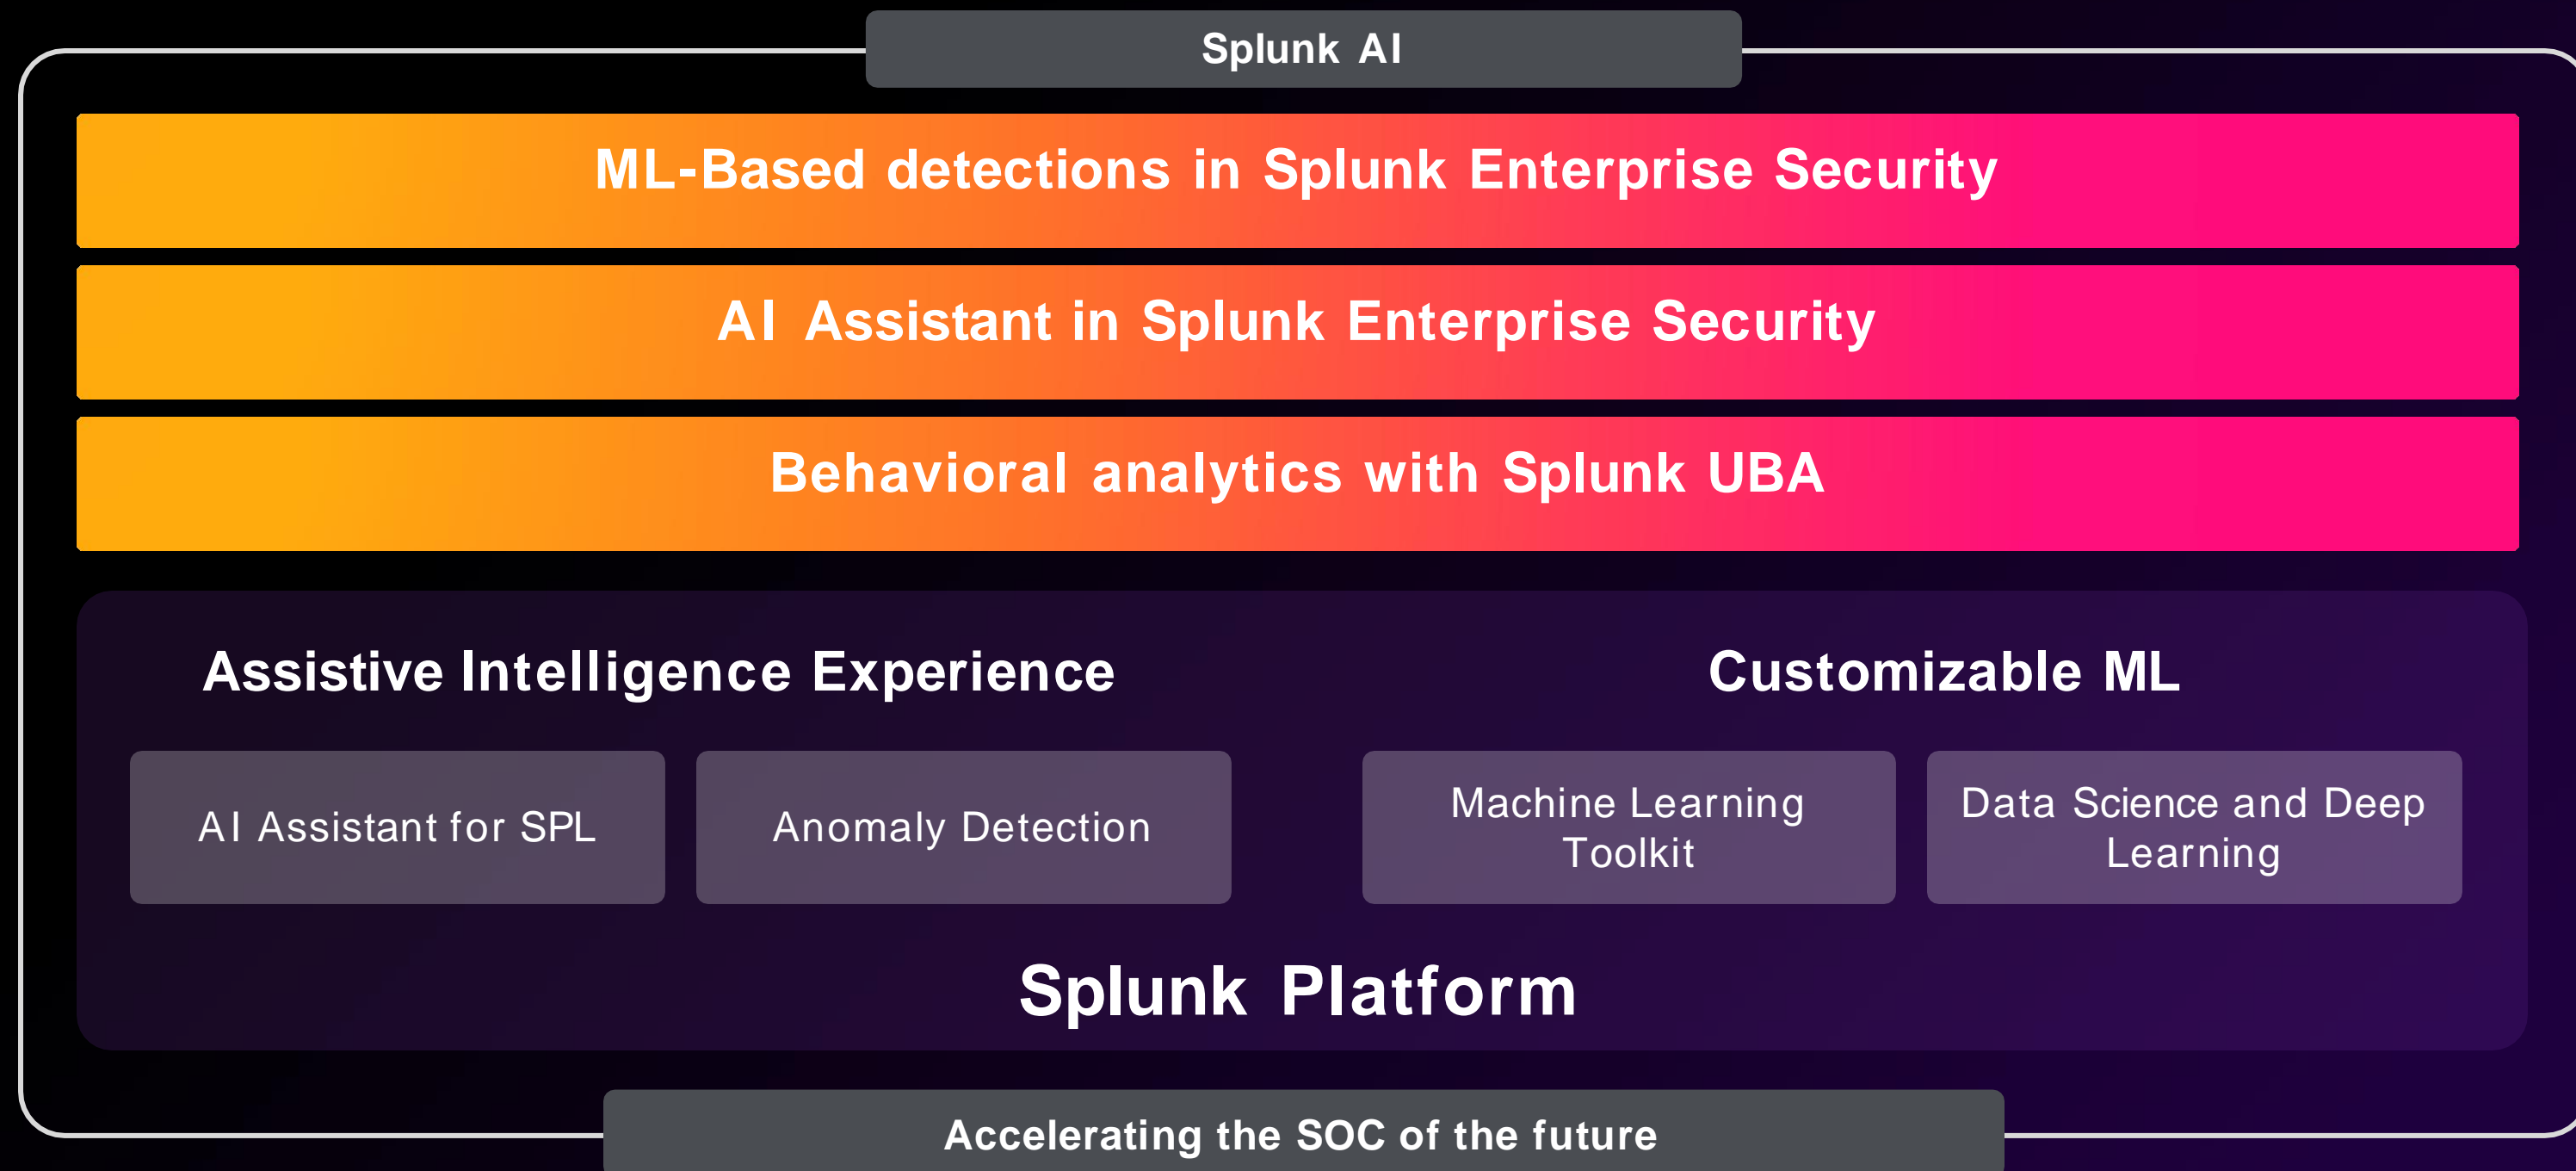 Splunk AI
ML-Based detections in Splunk Enterprise Security
AI Assistant in Splunk Enterprise Security
Behavioral analytics with Splunk UBA
Assistive Intelligence Experience
Customizable ML
AI Assistant for SPL
Anomaly Detection
Machine Learning
Toolkit
Data Science and Deep
Learning
Splunk Platform
Accelerating the SOC of the future